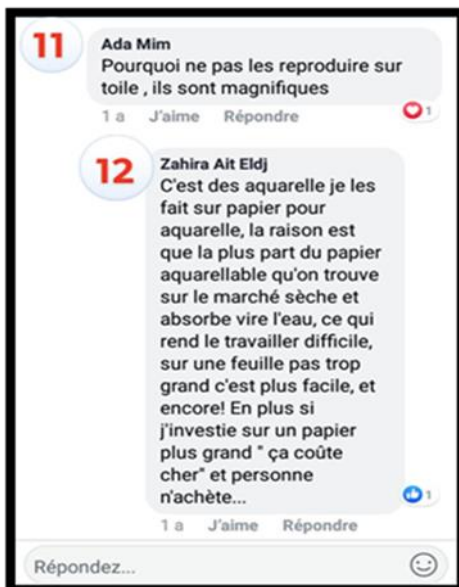 11
Ada Mim
Pourquoi ne pas les reproduire sur
toile , ils sont magnifiques
1 a J'aime Répondre 1
12
Zahira Ait Eldj
C'est des aquarelle je les
fait sur papier pour
aquarelle, la raison est
que la plus part du papier
aquarellable qu'on trouve
sur le marché sèche et
absorbe vire l'eau, ce qui
rend le travailler difficile,
sur une feuille pas trop
grand c'est plus facile, et
encore! En plus si
j'investie sur un papier
plus grand " ça coûte
cher" et personne
n'achète...
1
1 a J'aime Répondre
Répondez...